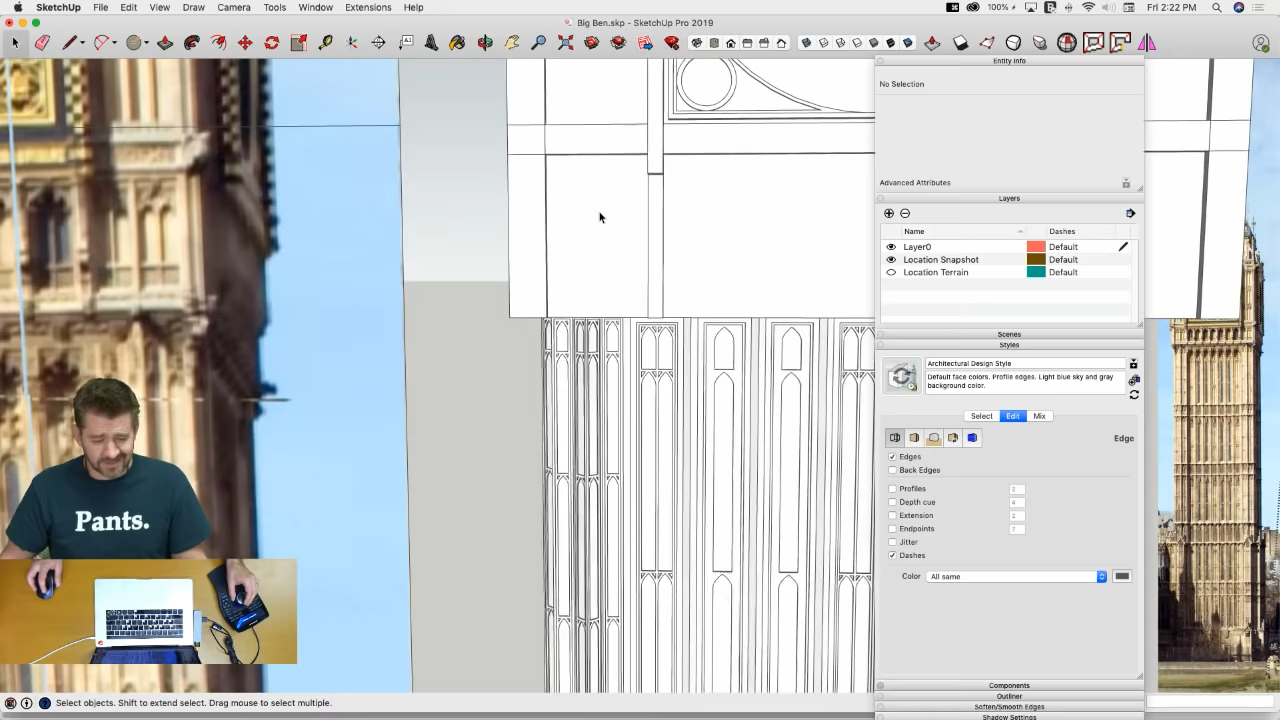 SketchUp File Edit View Draw Camera Tools Window Extensions Help 100% Fri 2:22 PM
Big Ben.skp - SketchUp Pro 2019
Entity Info
No Selection
Advanced Attributes
Layers
Name Dashes
Layer0 Default
Location Snapshot Default
Location Terrain Default
Scenes
Styles
Architectural Design Style
Default face colors. Profile edges. Light blue sky and gray
background color.
Select Edit Mix
Edge
Edges
Back Edges
Profiles 2
Depth cue 4
Extension 2
Endpoints 7
Jitter
Dashes
Color All same
Pants.
Components
Outliner
Soften/Smooth Edges
Shadow Settings
Select objects. Shift to extend select. Drag mouse to select multiple.